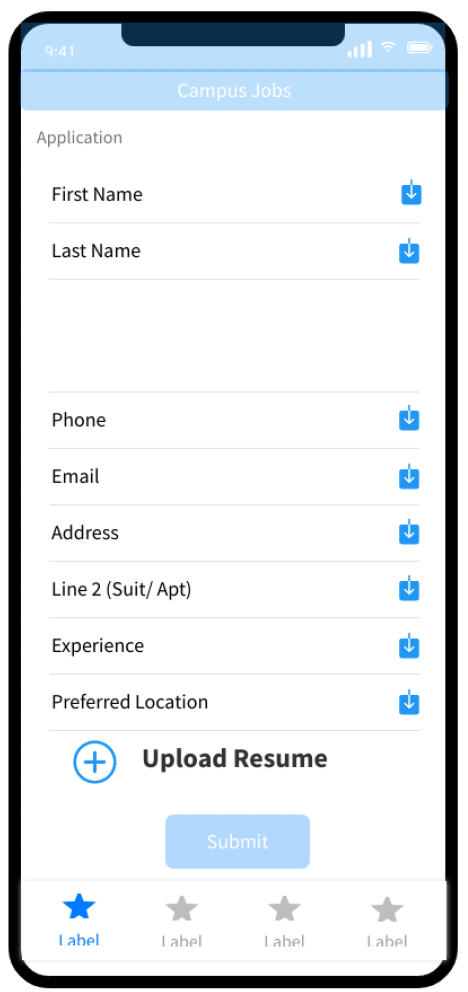 9:41
Campus Jobs
Application
First Name
Last Name
Phone
Email
Address
Line 2 (Suit/ Apt)
Experience
Preferred Location
Upload Resume
Submit
Label Label Label Label